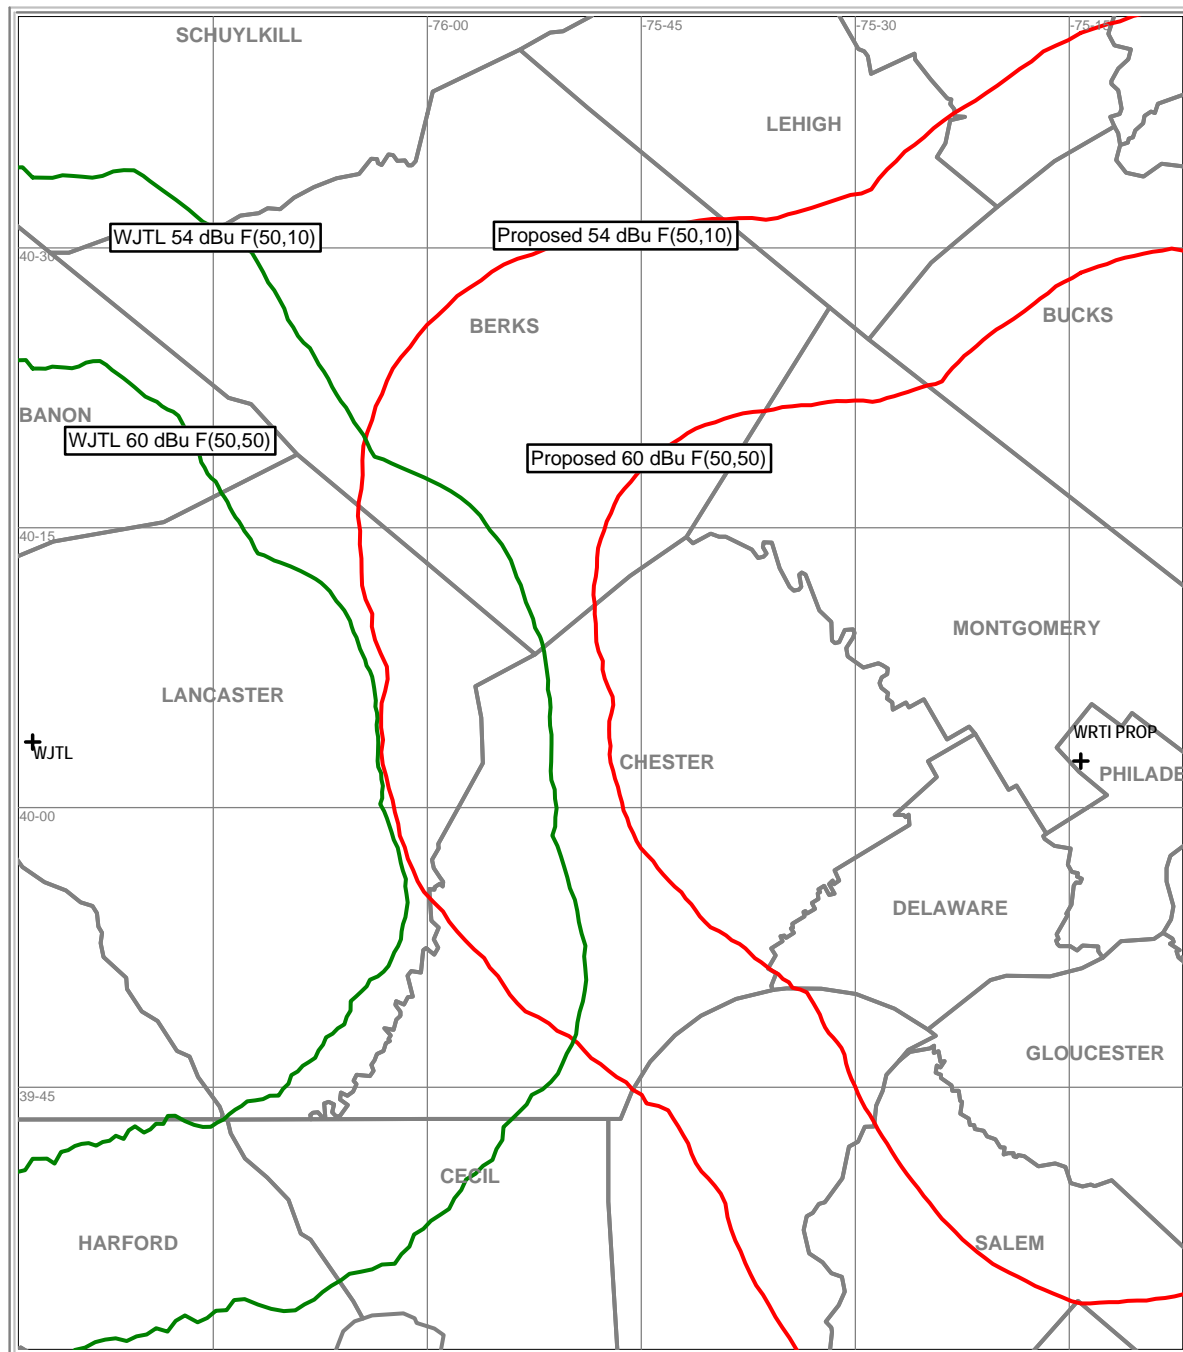 -76-00
-75-45
-75-30
-75-15
SCHUYLKILL
LEHIGH
WJTL 54 dBu F(50,10)
Proposed 54 dBu F(50,10)
40-30
BERKS
BUCKS
BANON
WJTL 60 dBu F(50,50)
Proposed 60 dBu F(50,50)
40-15
MONTGOMERY
LANCASTER
WRTI PROP
WJTL
CHESTER
PHILADE
40-00
DELAWARE
GLOUCESTER
39-45
CECIL
HARFORD
SALEM